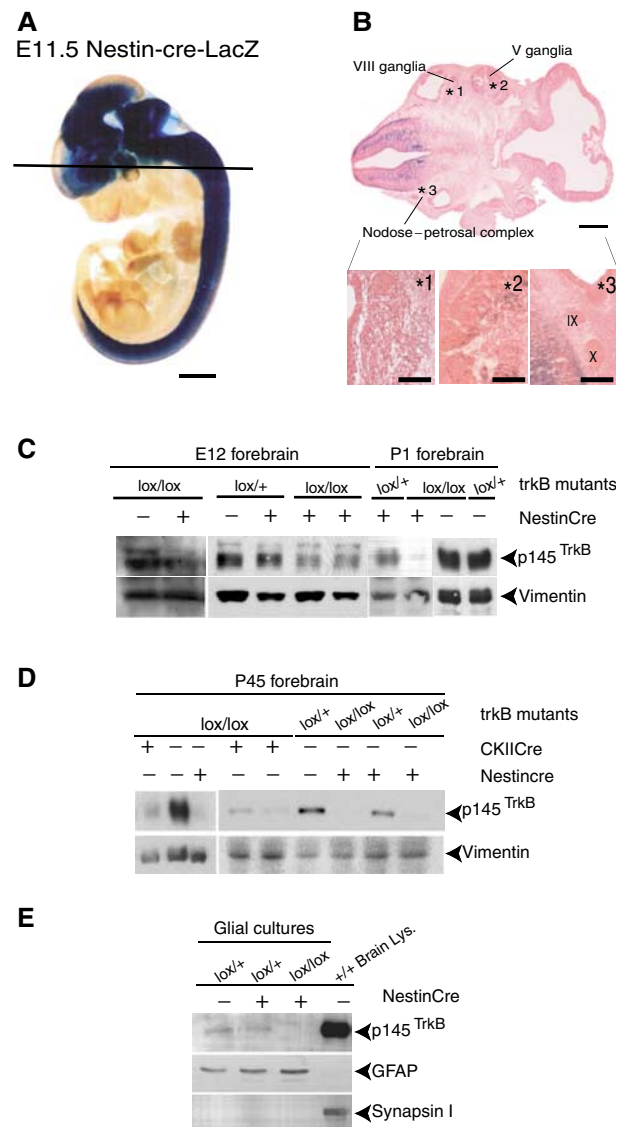 A
E11.5 Nestin-cre-LacZ
B
VIII ganglia
V ganglia
*1
*2
*3
Nodose–petrosal complex
*1
*2
*3
IX
X
C
E12 forebrain P1 forebrain
lox/lox lox/+ lox/lox lox/+ lox/lox lox/+ trkB mutants
– + – + + + + + – – NestinCre
p145 TrkB
Vimentin
D
P45 forebrain
lox/lox lox/+ lox/lox lox/+ lox/lox trkB mutants
+ – – + + – – – – CKIICre
– – + – – – + + + Nestincre
p145 TrkB
Vimentin
E
Glial cultures
lox/+ lox/+ lox/lox +/+ Brain Lys.
– + + – NestinCre
p145 TrkB
GFAP
Synapsin I